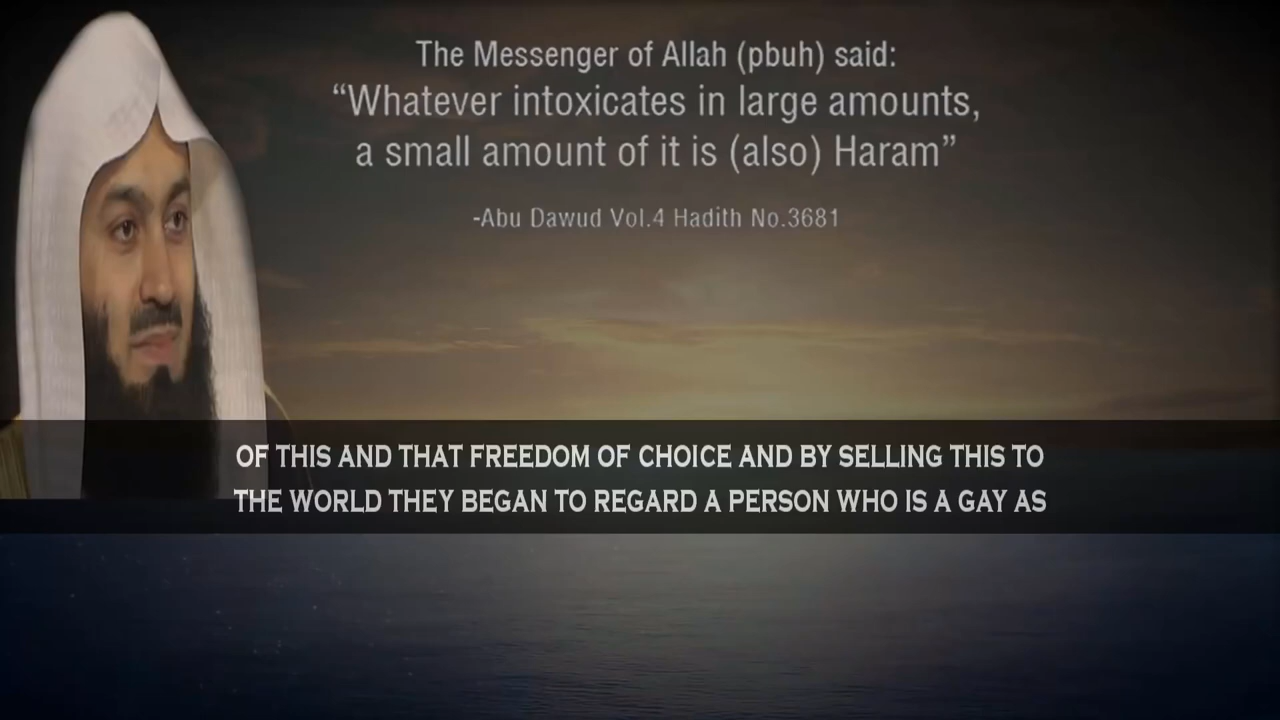 The Messenger of Allah (pbuh) said:
“Whatever intoxicates in large amounts,
a small amount of it is (also) Haram”
-Abu Dawud Vol.4 Hadith No.3681
OF THIS AND THAT FREEDOM OF CHOICE AND BY SELLING THIS TO
THE WORLD THEY BEGAN TO REGARD A PERSON WHO IS A GAY AS